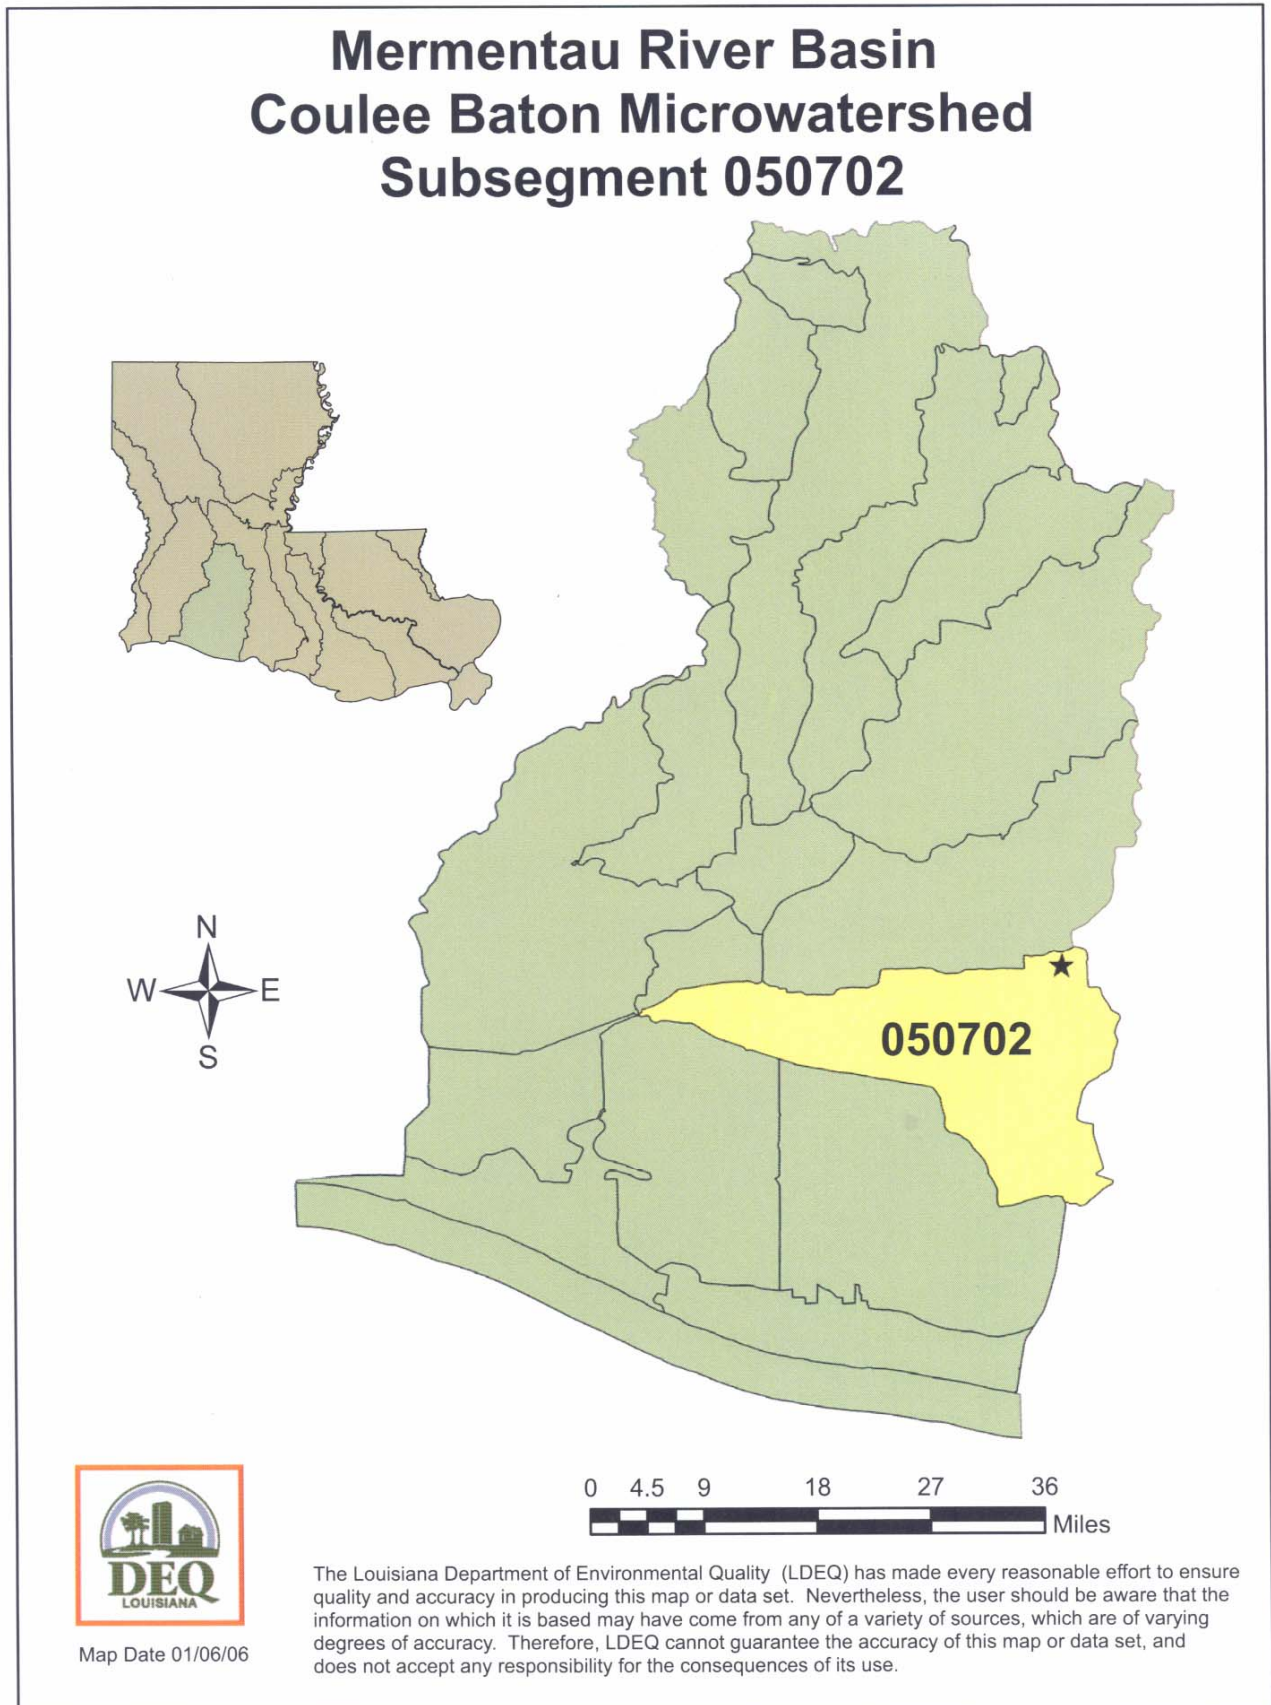 Mermentau River Basin
Coulee Baton Microwatershed
Subsegment 050702
N
W E
S
050702
0 4.5 9 18 27 36
Miles
DEQ
LOUISIANA
Map Date 01/06/06
The Louisiana Department of Environmental Quality (LDEQ) has made every reasonable effort to ensure
quality and accuracy in producing this map or data set. Nevertheless, the user should be aware that the
information on which it is based may have come from any of a variety of sources, which are of varying
degrees of accuracy. Therefore, LDEQ cannot guarantee the accuracy of this map or data set, and
does not accept any responsibility for the consequences of its use.